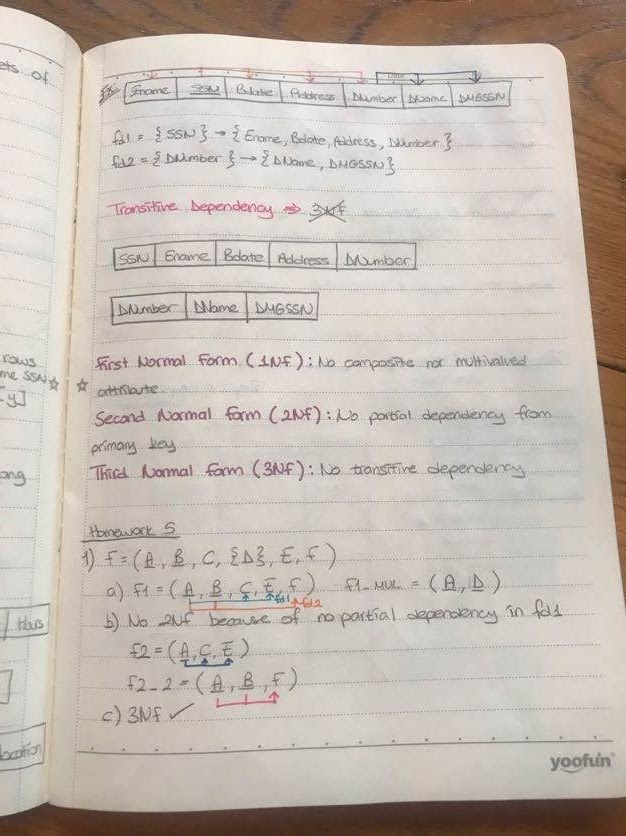 ets of
Ex Ename SSN Bdate Address DNumber DName DMGSSN
fd1 = {SSN} → {Ename, Bdate, Address, DNumber}
fd2 = {DNumber} → {DName, DMGSSN}
Transitive Dependency ⇒ 3NF
SSN Ename Bdate Address DNumber
DNumber DName DMGSSN
rows
me SSN ☆
y]
ong
Hours
location
First Normal Form (1NF): No composite nor multivalued
☆ attribute.
Second Normal Form (2NF): No partial dependency from
primary key
Third Normal Form (3NF): No transitive dependency
Homework 5
1) F = (A, B, C, {D}, E, F)
a) F1 = (A, B, C, E, F) F1_MUL = (A, D)
fd1 fd2
b) No 2NF because of no partial dependency in fd1
F2 = (A, C, E)
F2_2 = (A, B, F)
c) 3NF ✓
yoofun